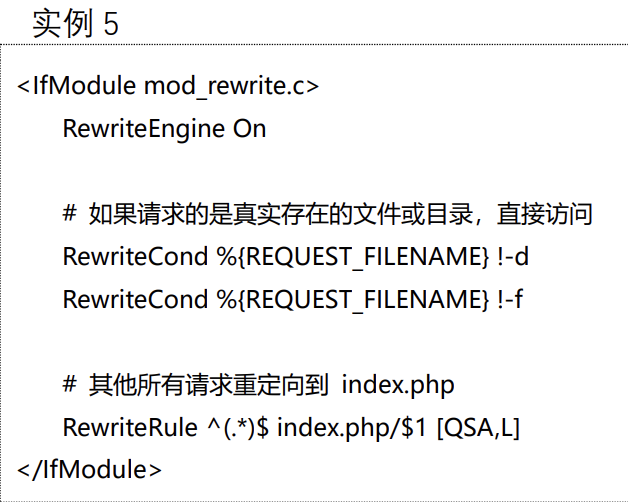 实例 5
<IfModule mod_rewrite.c>
RewriteEngine On
# 如果请求的是真实存在的文件或目录，直接访问
RewriteCond %{REQUEST_FILENAME} !-d
RewriteCond %{REQUEST_FILENAME} !-f
# 其他所有请求重定向到 index.php
RewriteRule ^(.*)$ index.php/$1 [QSA,L]
</IfModule>